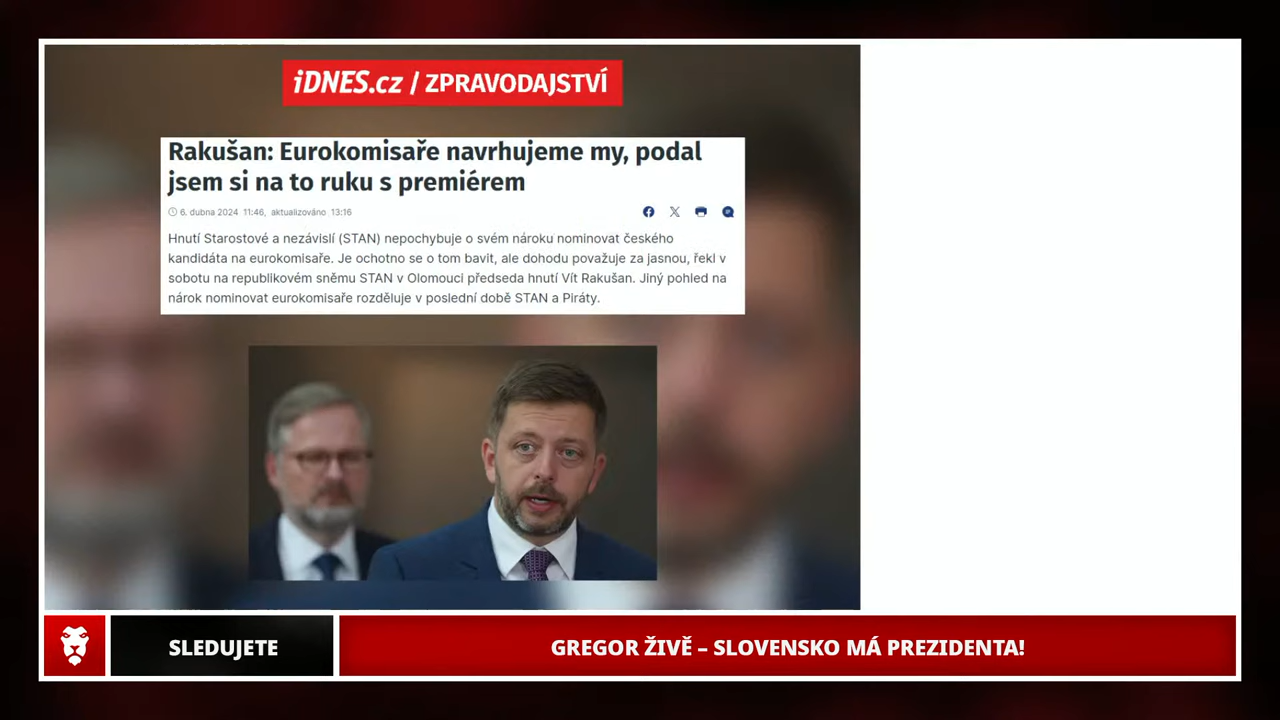 iDNES.cz / ZPRAVODAJSTVÍ
Rakušan: Eurokomisaře navrhujeme my, podal
jsem si na to ruku s premiérem
6. dubna 2024 11:46, aktualizováno 13:16
Hnutí Starostové a nezávislí (STAN) nepochybuje o svém nároku nominovat českého
kandidáta na eurokomisaře. Je ochotno se o tom bavit, ale dohodu považuje za jasnou, řekl v
sobotu na republikovém sněmu STAN v Olomouci předseda hnutí Vít Rakušan. Jiný pohled na
nárok nominovat eurokomisaře rozděluje v poslední době STAN a Piráty.
SLEDUJETE
GREGOR ŽIVĚ – SLOVENSKO MÁ PREZIDENTA!